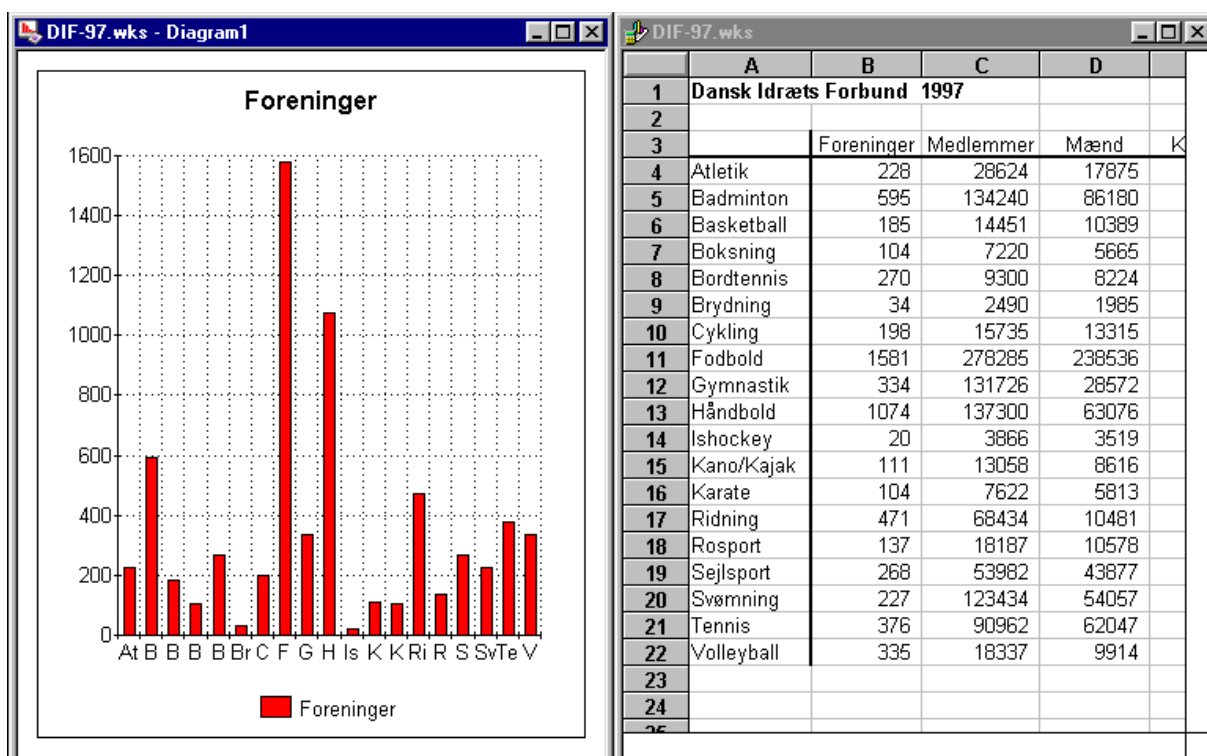 DIF-97.wks - Diagram1
Foreninger
1600
1400
1200
1000
800
600
400
200
0
At B B B B Br C F G H Is K K Ri R S Sv Te V
Foreninger
DIF-97.wks
A B C D
1 Dansk Idræts Forbund 1997
2
3 Foreninger Medlemmer Mænd K
4 Atletik 228 28624 17875
5 Badminton 595 134240 86180
6 Basketball 185 14451 10389
7 Boksning 104 7220 5665
8 Bordtennis 270 9300 8224
9 Brydning 34 2490 1985
10 Cykling 198 15735 13315
11 Fodbold 1581 278285 238536
12 Gymnastik 334 131726 28572
13 Håndbold 1074 137300 63076
14 Ishockey 20 3866 3519
15 Kano/Kajak 111 13058 8616
16 Karate 104 7622 5813
17 Ridning 471 68434 10481
18 Rosport 137 18187 10578
19 Sejlsport 268 53982 43877
20 Svømning 227 123434 54057
21 Tennis 376 90962 62047
22 Volleyball 335 18337 9914
23
24